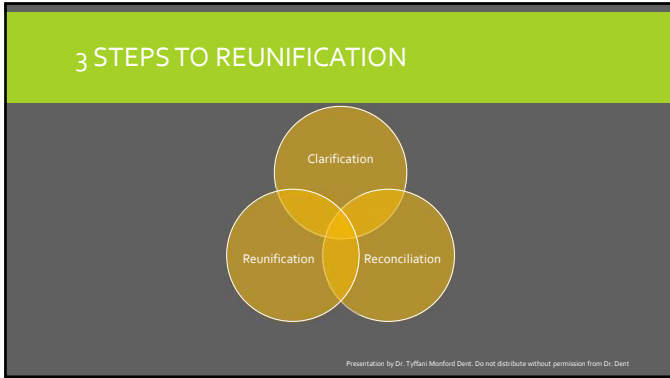 3 STEPS TO REUNIFICATION
Clarification
Reunification
Reconciliation
Presentation by Dr. Tyffani Monford Dent. Do not distribute without permission from Dr. Dent